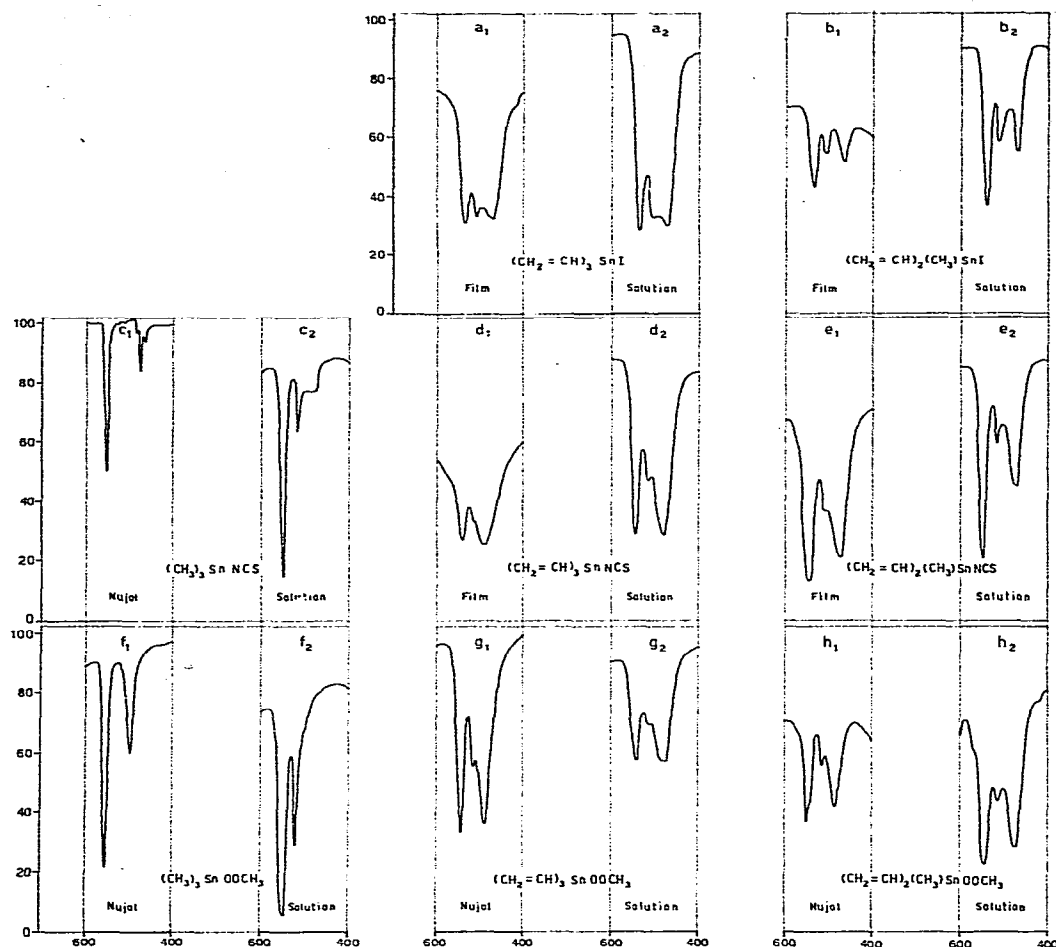 100
80
60
40
20
0
a₁
a₂
(CH₂ = CH)₃ SnI
Film
Solution
b₁
b₂
(CH₂ = CH)₂(CH₃)SnI
Film
Solution
100
80
60
40
20
0
c₁
c₂
(CH₃)₃ Sn NCS
Nujol
Solution
d₁
d₂
(CH₂ = CH)₃ Sn NCS
Film
Solution
e₁
e₂
(CH₂ = CH)₂(CH₃)SnNCS
Film
Solution
100
80
60
40
20
0
f₁
f₂
(CH₃)₃ Sn OOCH₃
Nujol
Solution
g₁
g₂
(CH₂ = CH)₃ Sn OOCH₃
Nujol
Solution
h₁
h₂
(CH₂ = CH)₂(CH₃)Sn OOCH₃
Nujol
Solution
600 400 600 400 600 400 600 400 600 400 600 400